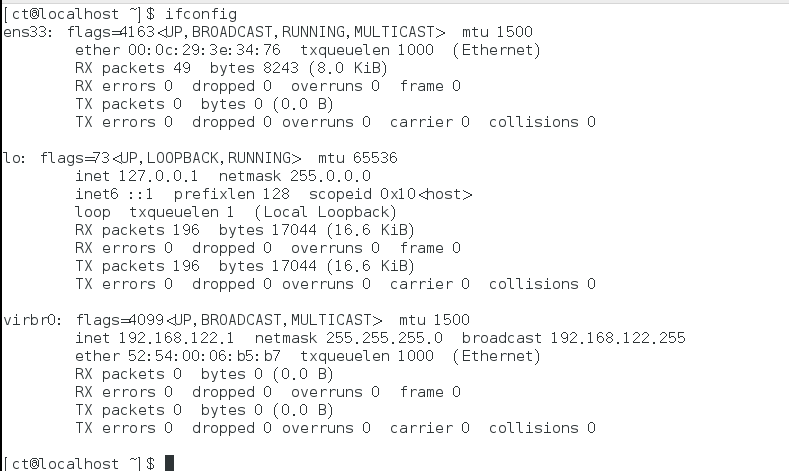 [ct@localhost ~]$ ifconfig
ens33: flags=4163<UP,BROADCAST,RUNNING,MULTICAST>  mtu 1500
        ether 00:0c:29:3e:34:76  txqueuelen 1000  (Ethernet)
        RX packets 49  bytes 8243 (8.0 KiB)
        RX errors 0  dropped 0  overruns 0  frame 0
        TX packets 0  bytes 0 (0.0 B)
        TX errors 0  dropped 0 overruns 0  carrier 0  collisions 0

lo: flags=73<UP,LOOPBACK,RUNNING>  mtu 65536
        inet 127.0.0.1  netmask 255.0.0.0
        inet6 ::1  prefixlen 128  scopeid 0x10<host>
        loop  txqueuelen 1  (Local Loopback)
        RX packets 196  bytes 17044 (16.6 KiB)
        RX errors 0  dropped 0  overruns 0  frame 0
        TX packets 196  bytes 17044 (16.6 KiB)
        TX errors 0  dropped 0 overruns 0  carrier 0  collisions 0

virbr0: flags=4099<UP,BROADCAST,MULTICAST>  mtu 1500
        inet 192.168.122.1  netmask 255.255.255.0  broadcast 192.168.122.255
        ether 52:54:00:06:b5:b7  txqueuelen 1000  (Ethernet)
        RX packets 0  bytes 0 (0.0 B)
        RX errors 0  dropped 0  overruns 0  frame 0
        TX packets 0  bytes 0 (0.0 B)
        TX errors 0  dropped 0 overruns 0  carrier 0  collisions 0

[ct@localhost ~]$